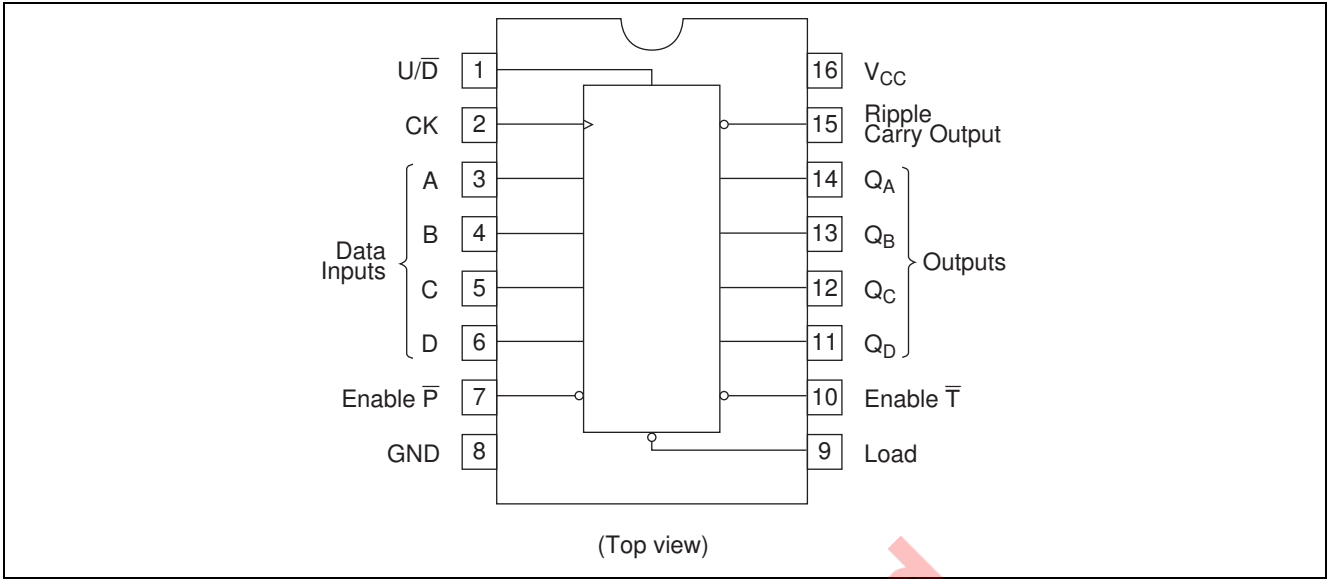 U/D̅ 1
CK 2
A 3
B 4
C 5
D 6
Data
Inputs
Enable P̅ 7
GND 8
16 VCC
15 Ripple
Carry Output
14 QA
13 QB
12 QC
11 QD
Outputs
10 Enable T̅
9 Load
(Top view)